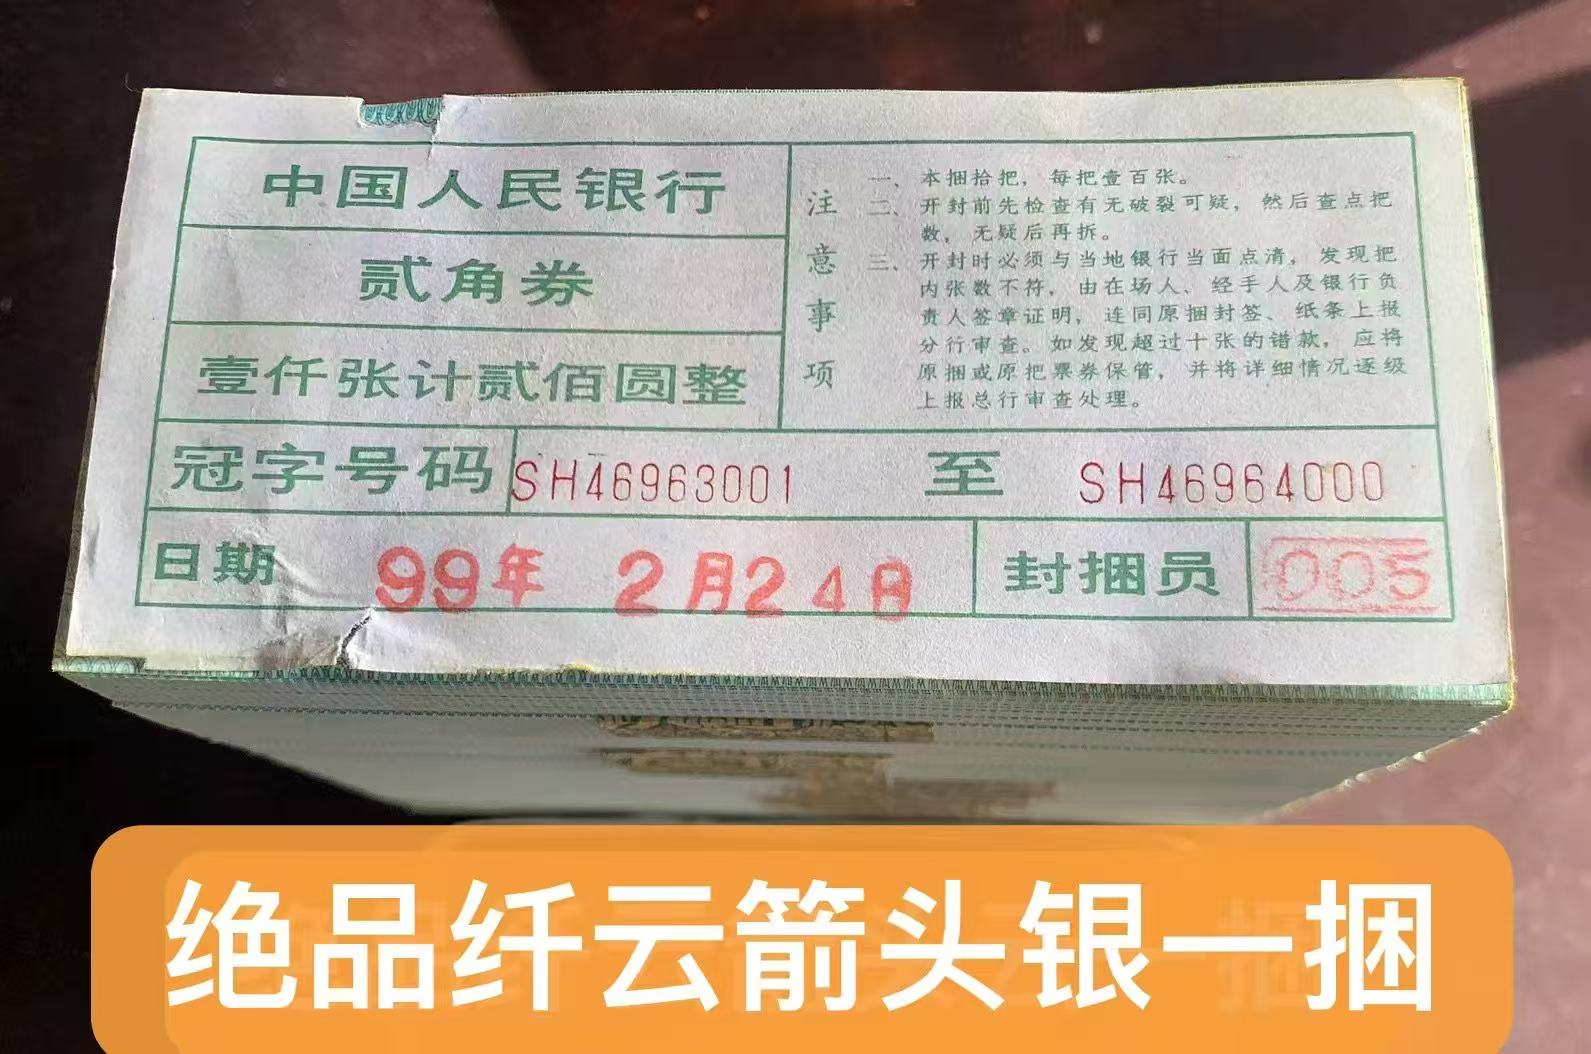 中国人民银行
贰角券
壹仟张计贰佰圆整
注意事项
一、本捆拾把，每把壹百张。
二、开封前先检查有无破裂可疑，然后查点把
数，无疑后再拆。
三、开封时必须与当地银行当面点清，发现把
内张数不符，由在场人、经手人及银行负
责人签章证明，连同原捆封签、纸条上报
分行审查。如发现超过十张的错款，应将
原捆或原把票券保管，并将详细情况逐级
上报总行审查处理。
冠字号码 SH46963001 至 SH46964000
日期 99年 2月24日 封捆员 005
绝品纤云箭头银一捆